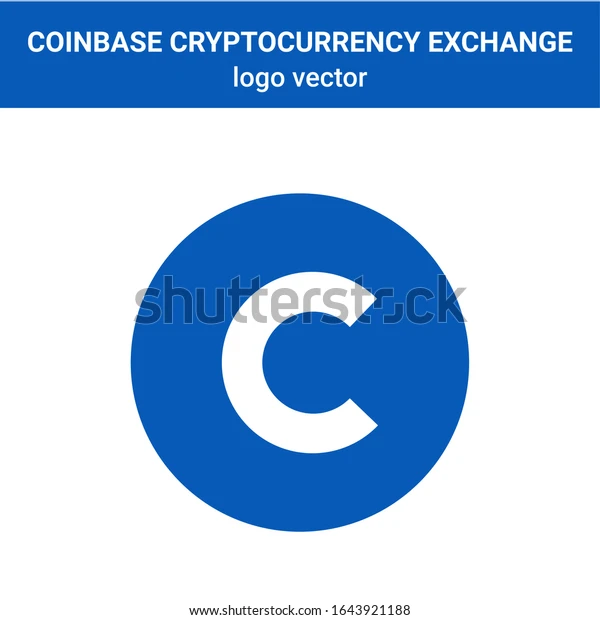 COINBASE CRYPTOCURRENCY EXCHANGE
logo vector
C
shutterstock
www.shutterstock.com · 1643921188